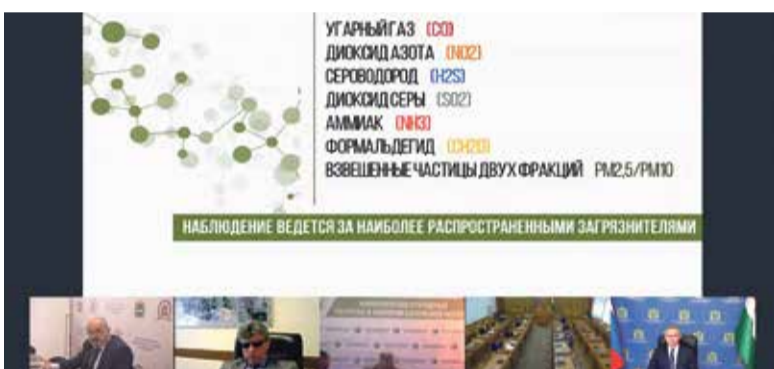 УГАРНЫЙ ГАЗ (CO)
ДИОКСИД АЗОТА (NO2)
СЕРОВОДОРОД (H2S)
ДИОКСИД СЕРЫ (SO2)
АММИАК (NH3)
ФОРМАЛЬДЕГИД (CH2O)
ВЗВЕШЕННЫЕ ЧАСТИЦЫ ДВУХ ФРАКЦИЙ PM2,5/PM10
НАБЛЮДЕНИЕ ВЕДЕТСЯ ЗА НАИБОЛЕЕ РАСПРОСТРАНЕННЫМИ ЗАГРЯЗНИТЕЛЯМИ